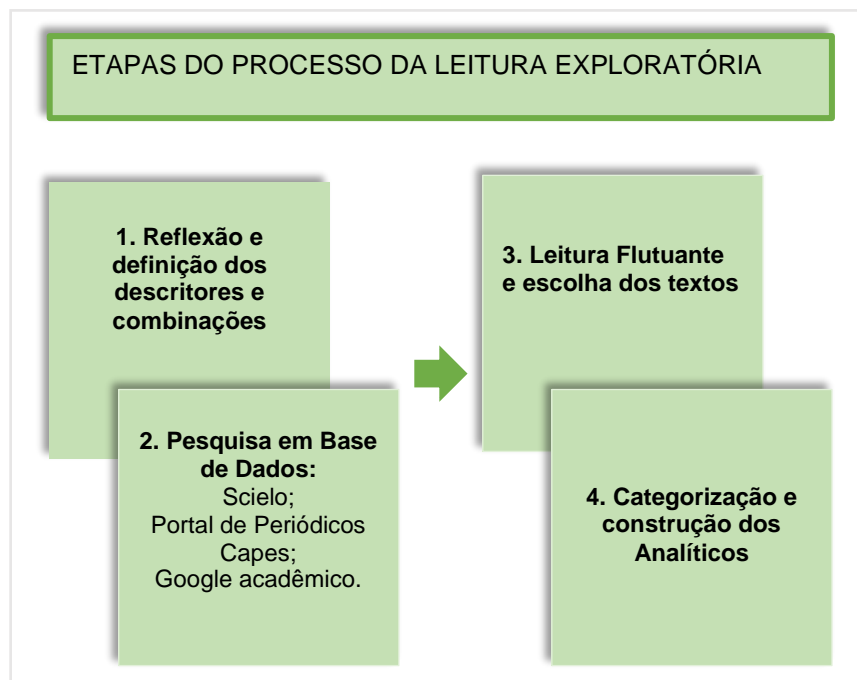 ETAPAS DO PROCESSO DA LEITURA EXPLORATÓRIA
1. Reflexão e
definição dos
descritores e
combinações
2. Pesquisa em Base
de Dados:
Scielo;
Portal de Periódicos
Capes;
Google acadêmico.
3. Leitura Flutuante
e escolha dos textos
4. Categorização e
construção dos
Analíticos